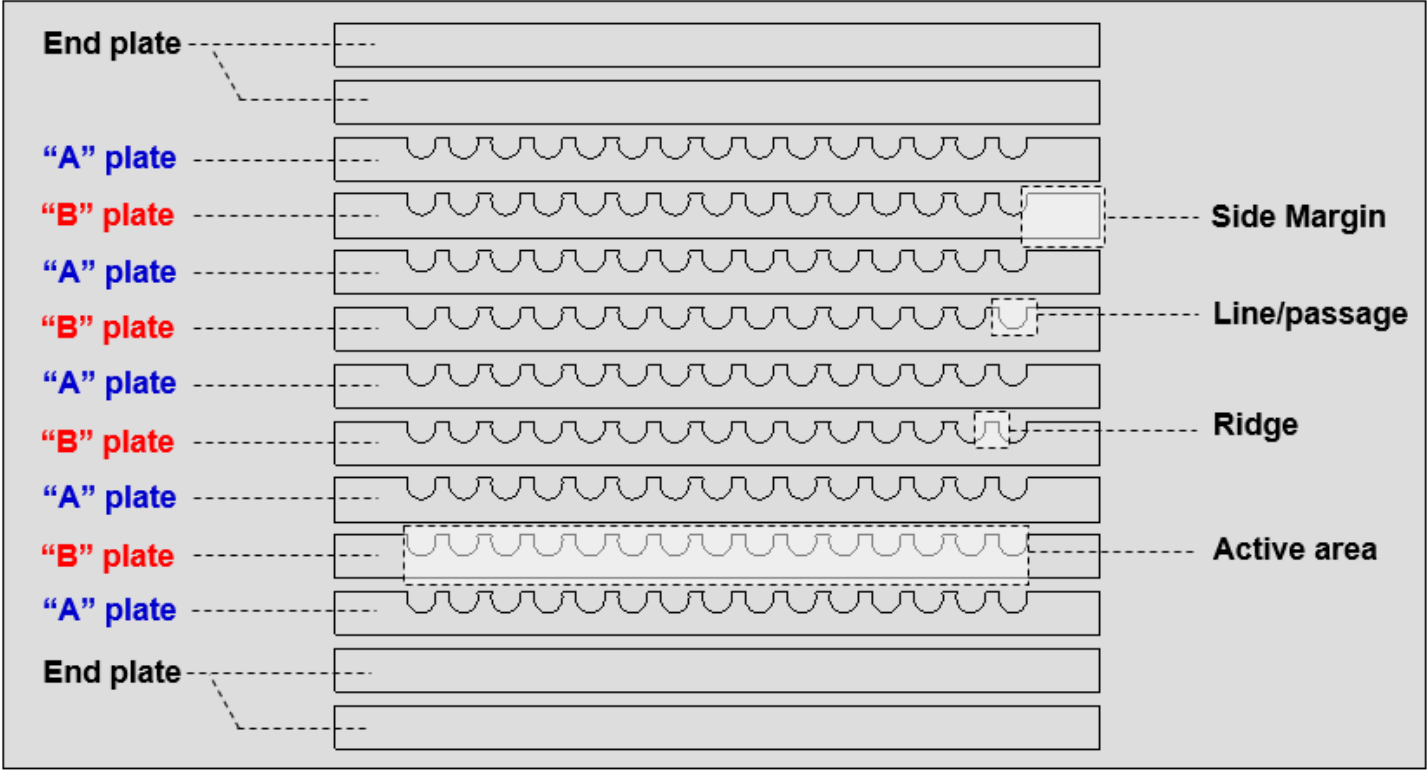 End plate
“A” plate
“B” plate
Side Margin
“A” plate
“B” plate
Line/passage
“A” plate
“B” plate
Ridge
“A” plate
“B” plate
Active area
“A” plate
End plate